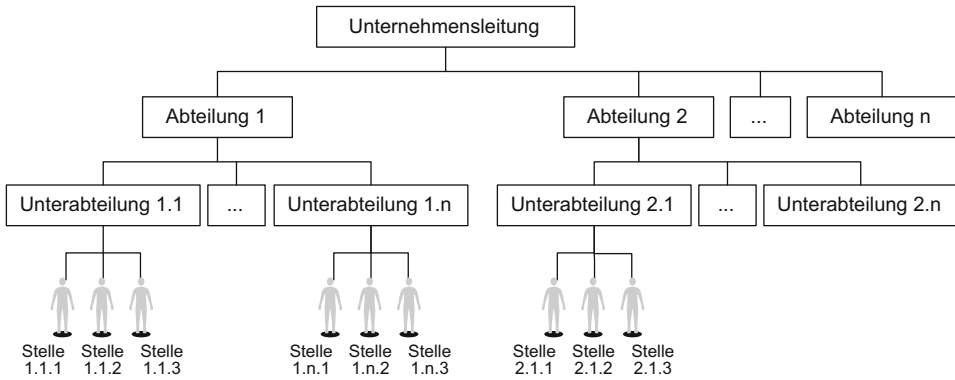 Unternehmensleitung
Abteilung 1
Abteilung 2
...
Abteilung n
Unterabteilung 1.1
...
Unterabteilung 1.n
Unterabteilung 2.1
...
Unterabteilung 2.n
Stelle
1.1.1
Stelle
1.1.2
Stelle
1.1.3
Stelle
1.n.1
Stelle
1.n.2
Stelle
1.n.3
Stelle
2.1.1
Stelle
2.1.2
Stelle
2.1.3